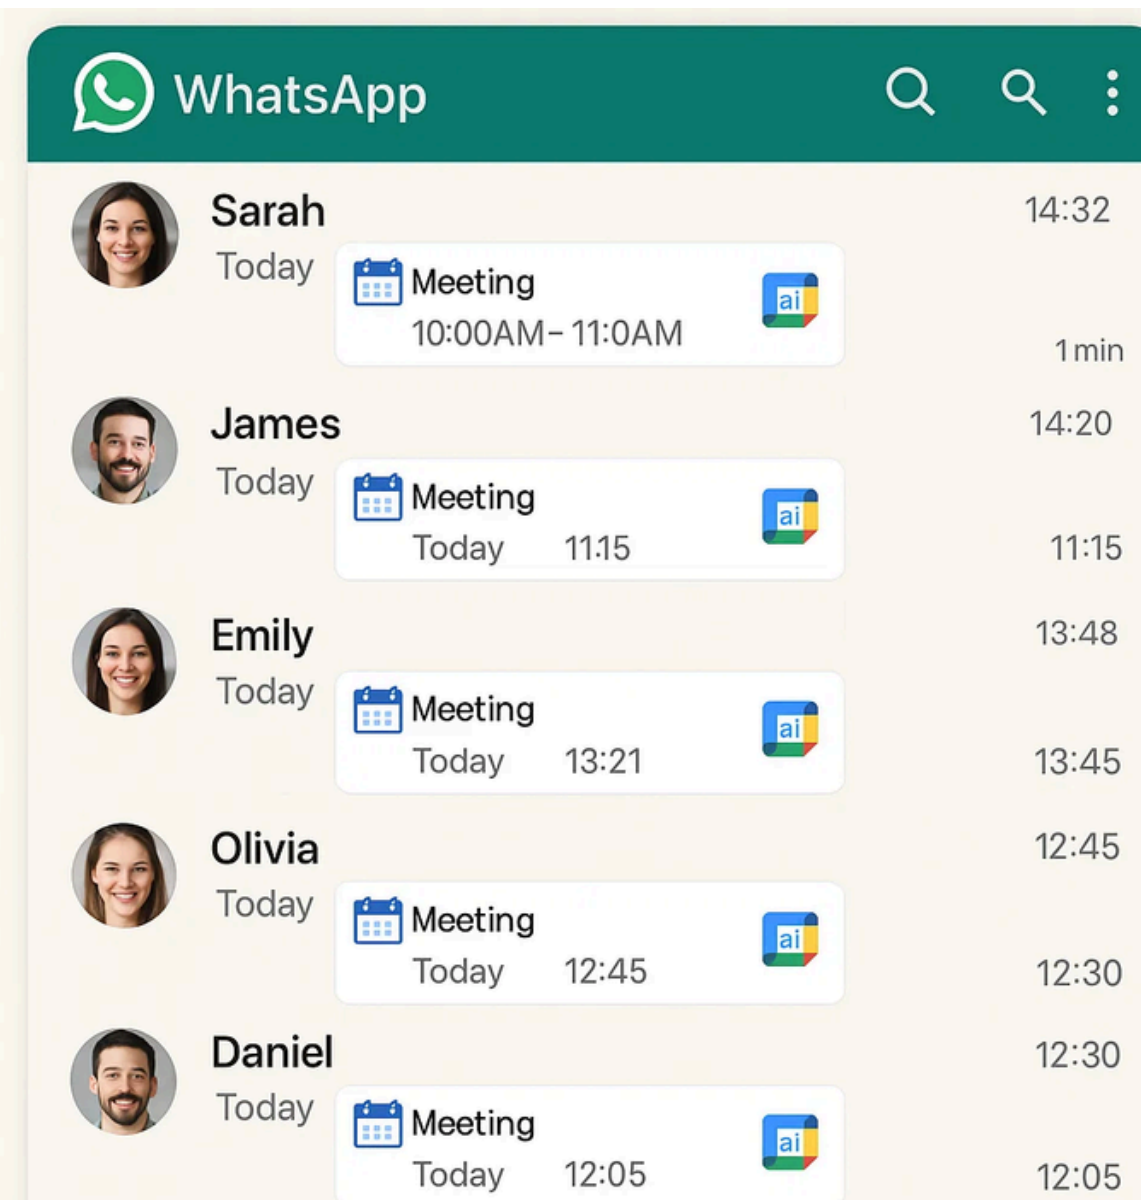 WhatsApp
Sarah 14:32
Today
Meeting
ai
10:00AM– 11:0AM
1 min
James 14:20
Today
Meeting
ai
Today 11:15 11:15
Emily 13:48
Today
Meeting
ai
Today 13:21 13:45
Olivia 12:45
Today
Meeting
ai
Today 12:45 12:30
Daniel 12:30
Today
Meeting
ai
Today 12:05 12:05